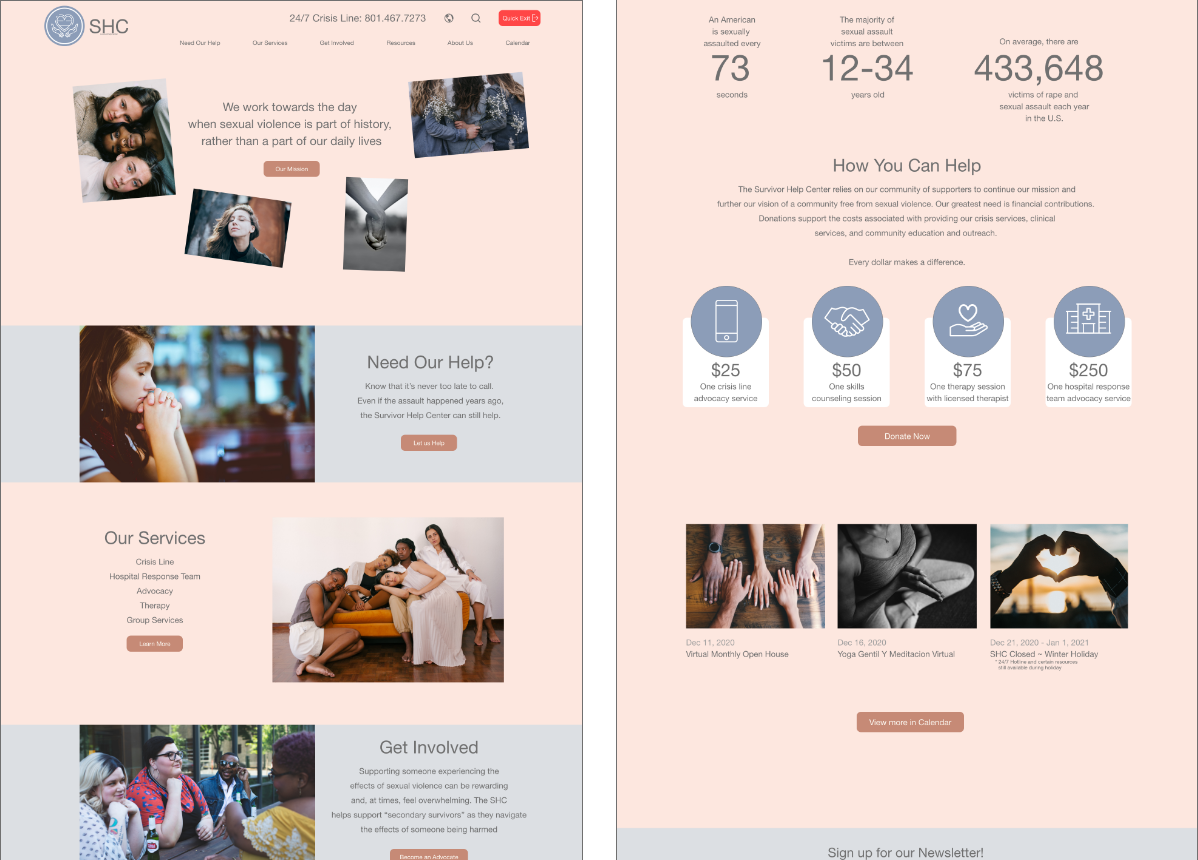 SHC
24/7 Crisis Line: 801.467.7273
Quick Exit
Need Our Help
Our Services
Get Involved
Resources
About Us
Calendar
We work towards the day
when sexual violence is part of history,
rather than a part of our daily lives
Our Mission
Need Our Help?
Know that it's never too late to call.
Even if the assault happened years ago,
the Survivor Help Center can still help.
Let us Help
Our Services
Crisis Line
Hospital Response Team
Advocacy
Therapy
Group Services
Learn More
Get Involved
Supporting someone experiencing the
effects of sexual violence can be rewarding
and, at times, feel overwhelming. The SHC
helps support “secondary survivors” as they navigate
the effects of someone being harmed
Become an Advocate
An American
is sexually
assaulted every
73
seconds
The majority of
sexual assault
victims are between
12-34
years old
On average, there are
433,648
victims of rape and
sexual assault each year
in the U.S.
How You Can Help
The Survivor Help Center relies on our community of supporters to continue our mission and
further our vision of a community free from sexual violence. Our greatest need is financial contributions.
Donations support the costs associated with providing our crisis services, clinical
services, and community education and outreach.
Every dollar makes a difference.
$25
One crisis line
advocacy service
$50
One skills
counseling session
$75
One therapy session
with licensed therapist
$250
One hospital response
team advocacy service
Donate Now
Dec 11, 2020
Virtual Monthly Open House
Dec 16, 2020
Yoga Gentil Y Meditacion Virtual
Dec 21, 2020 - Jan 1, 2021
SHC Closed ~ Winter Holiday
* 24/7 Hotline and certain resources
still available during holiday
View more in Calendar
Sign up for our Newsletter!